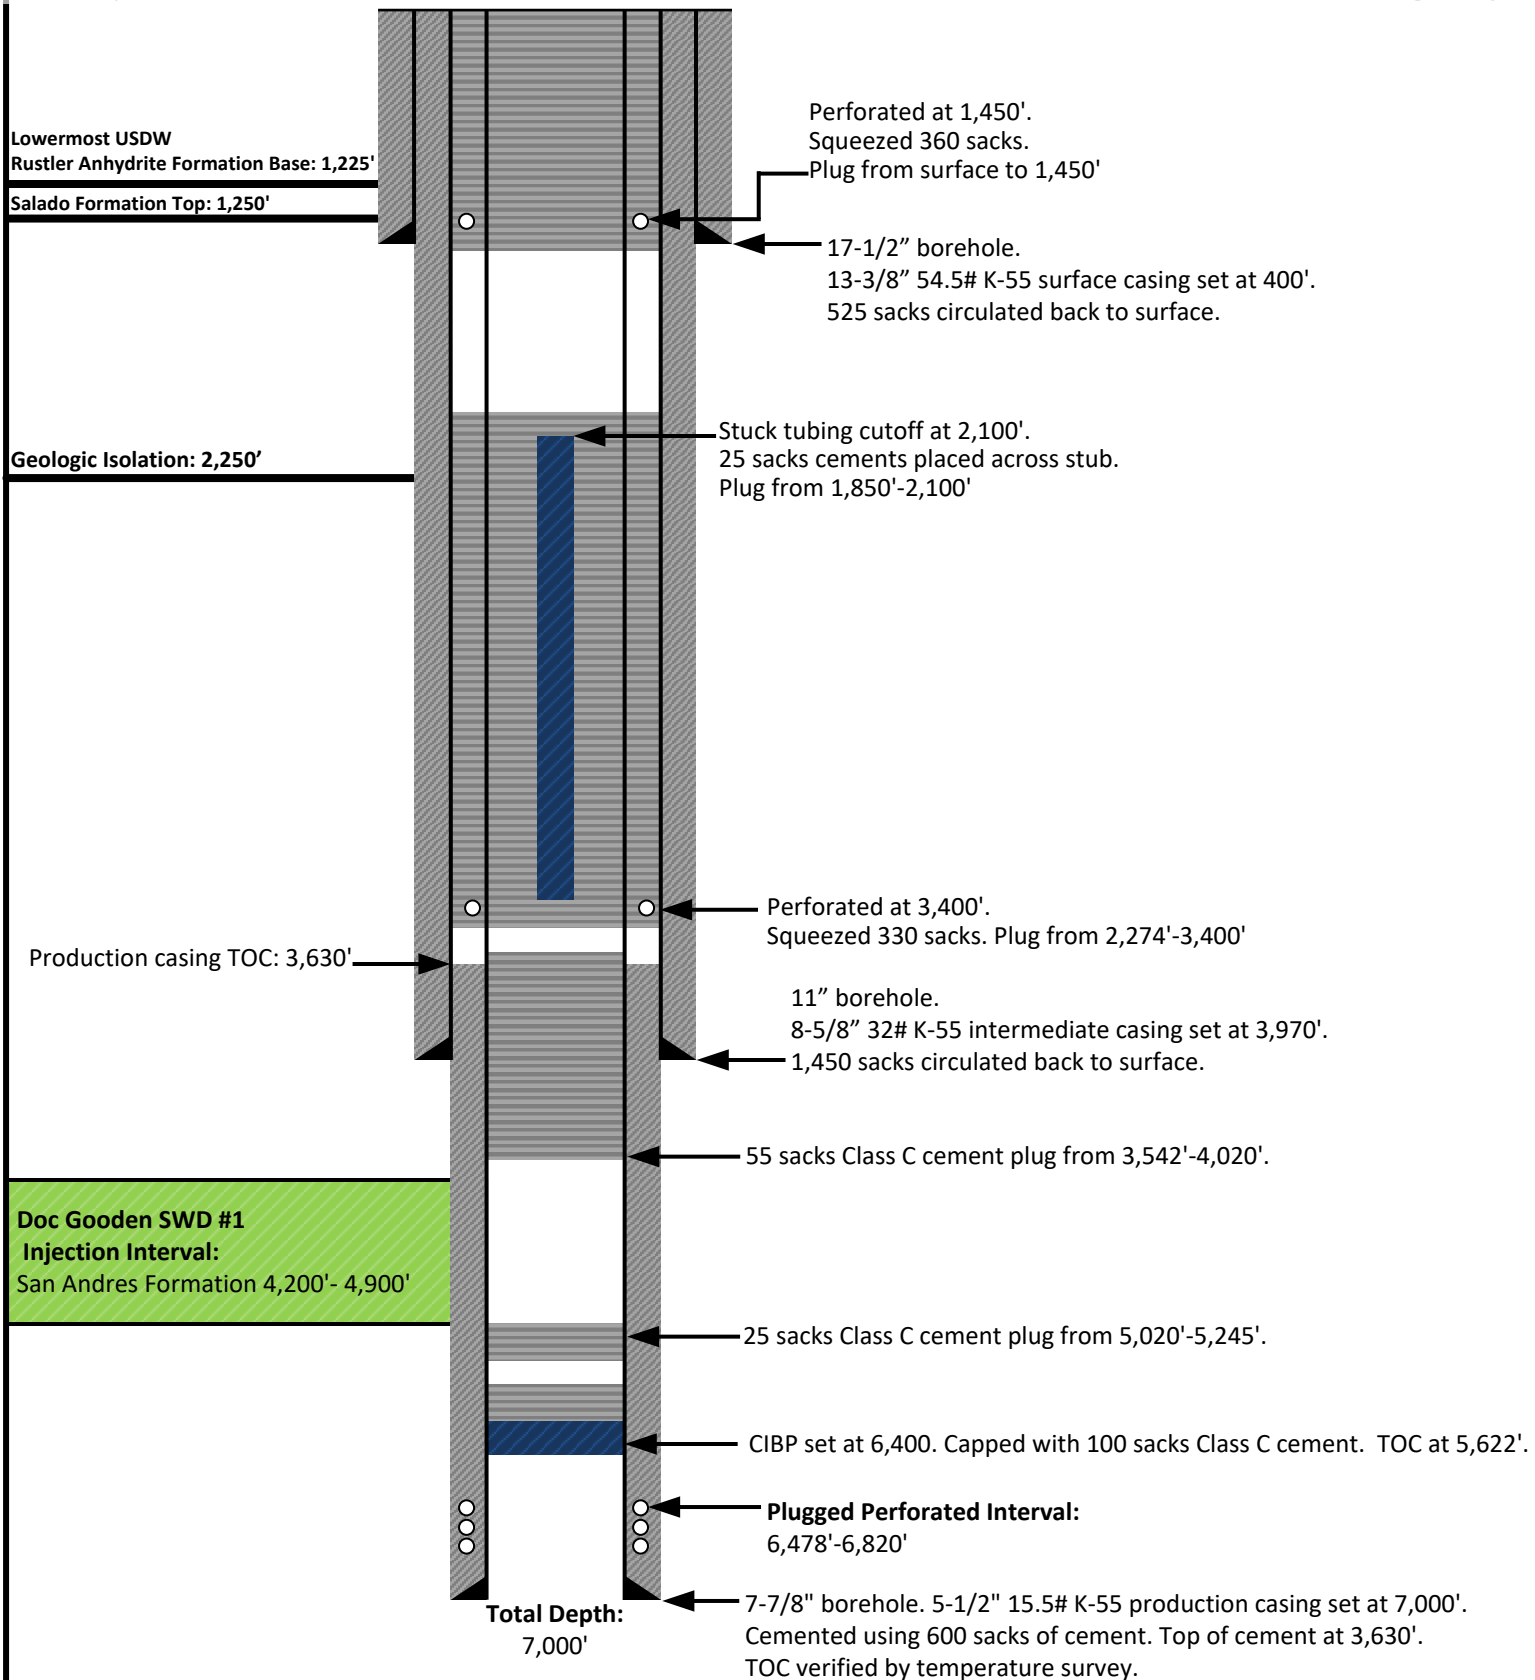 Perforated at 1,450'.
Squeezed 360 sacks.
Plug from surface to 1,450'
Lowermost USDW
Rustler Anhydrite Formation Base: 1,225'
Salado Formation Top: 1,250'
17-1/2” borehole.
13-3/8” 54.5# K-55 surface casing set at 400'.
525 sacks circulated back to surface.
Stuck tubing cutoff at 2,100'.
25 sacks cements placed across stub.
Plug from 1,850'-2,100'
Geologic Isolation: 2,250’
Perforated at 3,400'.
Squeezed 330 sacks. Plug from 2,274'-3,400'
Production casing TOC: 3,630'
11” borehole.
8-5/8” 32# K-55 intermediate casing set at 3,970'.
1,450 sacks circulated back to surface.
55 sacks Class C cement plug from 3,542'-4,020'.
Doc Gooden SWD #1
Injection Interval:
San Andres Formation 4,200'- 4,900'
25 sacks Class C cement plug from 5,020'-5,245'.
CIBP set at 6,400. Capped with 100 sacks Class C cement. TOC at 5,622'.
Plugged Perforated Interval:
6,478'-6,820'
Total Depth:
7,000'
7-7/8" borehole. 5-1/2" 15.5# K-55 production casing set at 7,000'.
Cemented using 600 sacks of cement. Top of cement at 3,630'.
TOC verified by temperature survey.